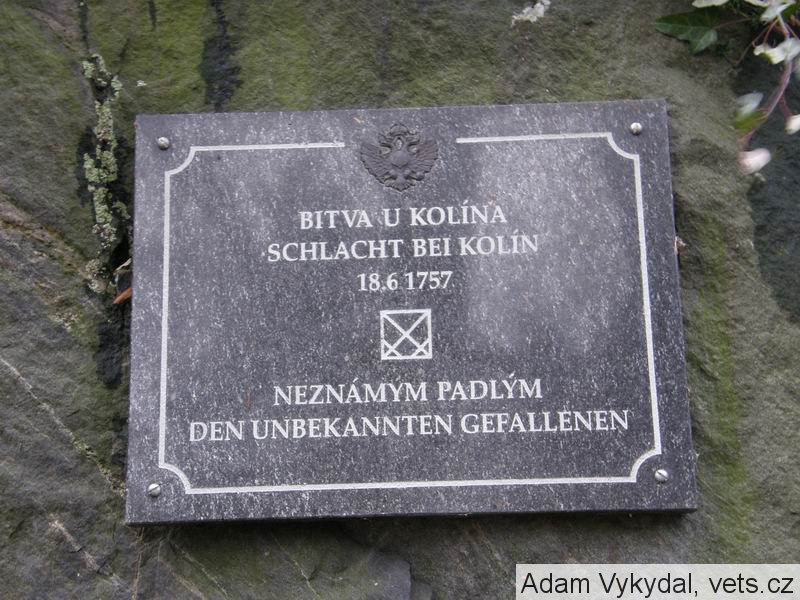 BITVA U KOLÍNA
SCHLACHT BEI KOLÍN
18.6 1757
NEZNÁMYM PADLÝM
DEN UNBEKANNTEN GEFALLENEN
Adam Vykydal, vets.cz